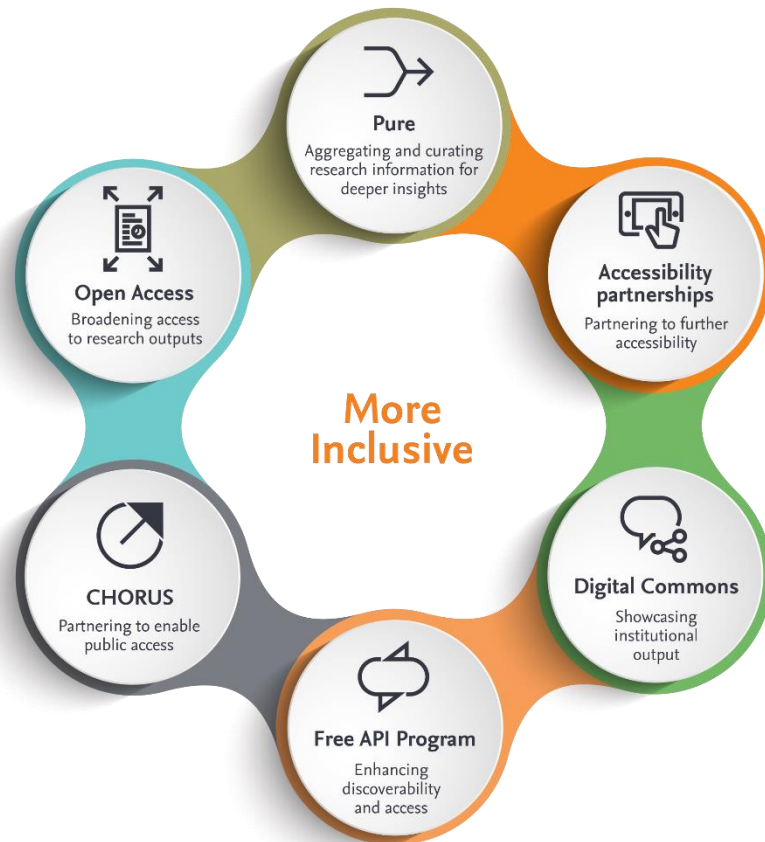 Pure
Aggregating and curating
research information for
deeper insights
Open Access
Broadening access
to research outputs
Accessibility
partnerships
Partnering to further
accessibility
More
Inclusive
CHORUS
Partnering to enable
public access
Digital Commons
Showcasing
institutional
output
Free API Program
Enhancing
discoverability
and access